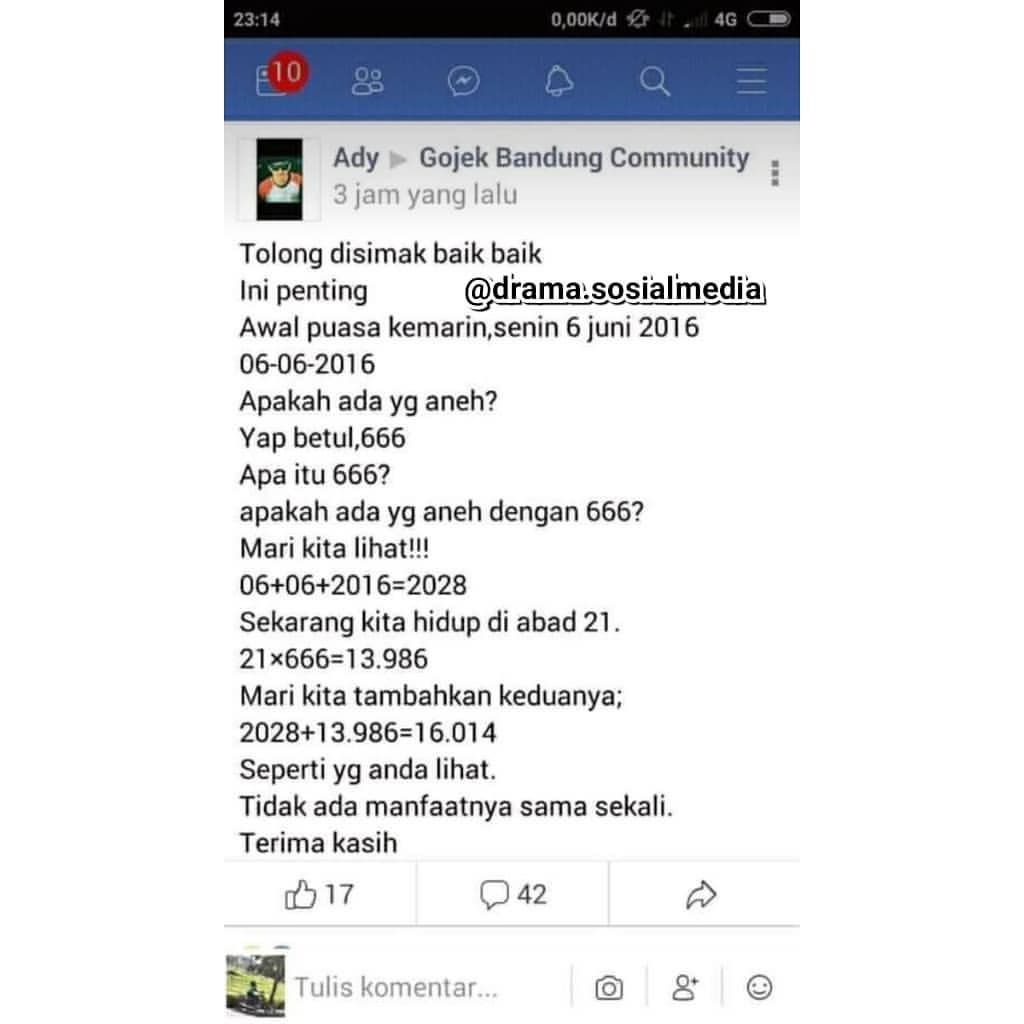 23:14 0,00K/d 4G
10
Ady ▶ Gojek Bandung Community
3 jam yang lalu
Tolong disimak baik baik
Ini penting
@drama.sosialmedia
Awal puasa kemarin,senin 6 juni 2016
06-06-2016
Apakah ada yg aneh?
Yap betul,666
Apa itu 666?
apakah ada yg aneh dengan 666?
Mari kita lihat!!!
06+06+2016=2028
Sekarang kita hidup di abad 21.
21×666=13.986
Mari kita tambahkan keduanya;
2028+13.986=16.014
Seperti yg anda lihat.
Tidak ada manfaatnya sama sekali.
Terima kasih
17 42
Tulis komentar...